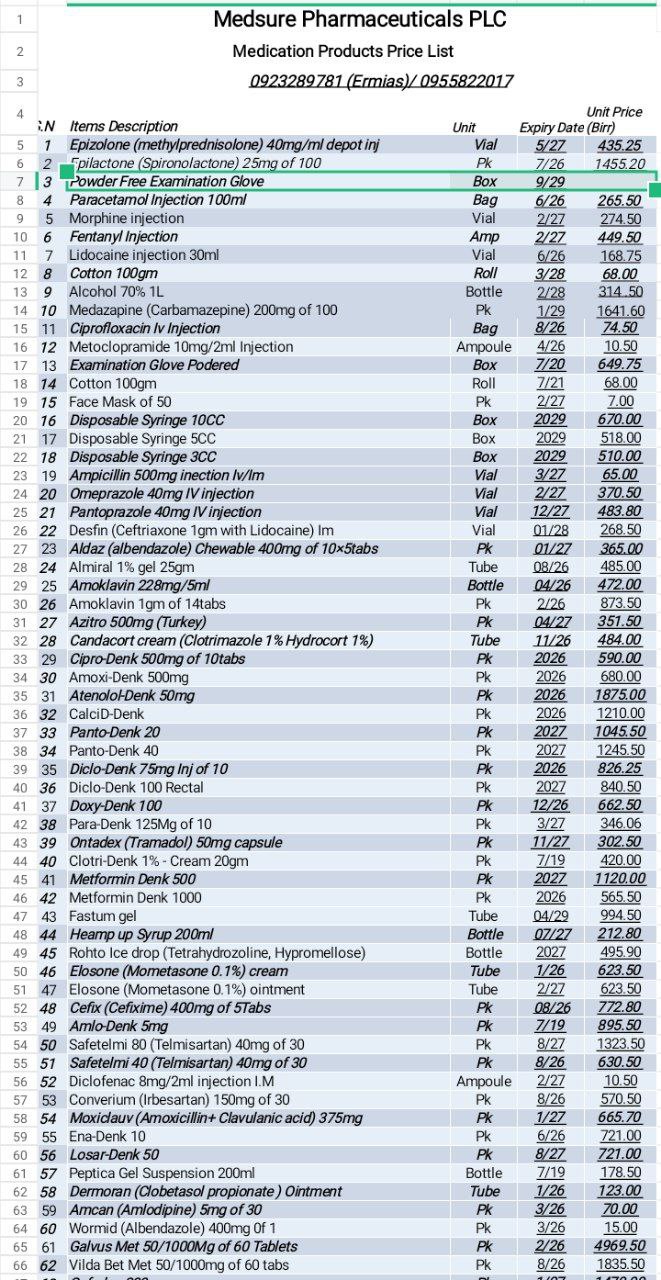 1 Medsure Pharmaceuticals PLC
2 Medication Products Price List
3 0923289781 (Ermias)/ 0955822017
4 S.N Items Description Unit Expiry Date Unit Price (Birr)
5 1 Epizolone (methylprednisolone) 40mg/ml depot inj Vial 5/27 435.25
6 2 Epilactone (Spironolactone) 25mg of 100 Pk 7/26 1455.20
7 3 Powder Free Examination Glove Box 9/29
8 4 Paracetamol Injection 100ml Bag 6/26 265.50
9 5 Morphine injection Vial 2/27 274.50
10 6 Fentanyl Injection Amp 2/27 449.50
11 7 Lidocaine injection 30ml Vial 6/26 168.75
12 8 Cotton 100gm Roll 3/28 68.00
13 9 Alcohol 70% 1L Bottle 2/28 314.50
14 10 Medazapine (Carbamazepine) 200mg of 100 Pk 1/29 1641.60
15 11 Ciprofloxacin Iv Injection Bag 8/26 74.50
16 12 Metoclopramide 10mg/2ml Injection Ampoule 4/26 10.50
17 13 Examination Glove Podered Box 7/20 649.75
18 14 Cotton 100gm Roll 7/21 68.00
19 15 Face Mask of 50 Pk 2/27 7.00
20 16 Disposable Syringe 10CC Box 2029 670.00
21 17 Disposable Syringe 5CC Box 2029 518.00
22 18 Disposable Syringe 3CC Box 2029 510.00
23 19 Ampicillin 500mg inection Iv/Im Vial 3/27 65.00
24 20 Omeprazole 40mg IV injection Vial 2/27 370.50
25 21 Pantoprazole 40mg IV injection Vial 12/27 483.80
26 22 Desfin (Ceftriaxone 1gm with Lidocaine) Im Vial 01/28 268.50
27 23 Aldaz (albendazole) Chewable 400mg of 10×5tabs Pk 01/27 365.00
28 24 Almiral 1% gel 25gm Tube 08/26 485.00
29 25 Amoklavin 228mg/5ml Bottle 04/26 472.00
30 26 Amoklavin 1gm of 14tabs Pk 2/26 873.50
31 27 Azitro 500mg (Turkey) Pk 04/27 351.50
32 28 Candacort cream (Clotrimazole 1% Hydrocort 1%) Tube 11/26 484.00
33 29 Cipro-Denk 500mg of 10tabs Pk 2026 590.00
34 30 Amoxi-Denk 500mg Pk 2026 680.00
35 31 Atenolol-Denk 50mg Pk 2026 1875.00
36 32 CalciD-Denk Pk 2026 1210.00
37 33 Panto-Denk 20 Pk 2027 1045.50
38 34 Panto-Denk 40 Pk 2027 1245.50
39 35 Diclo-Denk 75mg Inj of 10 Pk 2026 826.25
40 36 Diclo-Denk 100 Rectal Pk 2027 840.50
41 37 Doxy-Denk 100 Pk 12/26 662.50
42 38 Para-Denk 125Mg of 10 Pk 3/27 346.06
43 39 Ontadex (Tramadol) 50mg capsule Pk 11/27 302.50
44 40 Clotri-Denk 1% - Cream 20gm Pk 7/19 420.00
45 41 Metformin Denk 500 Pk 2027 1120.00
46 42 Metformin Denk 1000 Pk 2026 565.50
47 43 Fastum gel Tube 04/29 994.50
48 44 Heamp up Syrup 200ml Bottle 07/27 212.80
49 45 Rohto Ice drop (Tetrahydrozoline, Hypromellose) Bottle 2027 495.90
50 46 Elosone (Mometasone 0.1%) cream Tube 1/26 623.50
51 47 Elosone (Mometasone 0.1%) ointment Tube 2/27 623.50
52 48 Cefix (Cefixime) 400mg of 5Tabs Pk 08/26 772.80
53 49 Amlo-Denk 5mg Pk 7/19 895.50
54 50 Safetelmi 80 (Telmisartan) 40mg of 30 Pk 8/27 1323.50
55 51 Safetelmi 40 (Telmisartan) 40mg of 30 Pk 8/26 630.50
56 52 Diclofenac 8mg/2ml injection I.M Ampoule 2/27 10.50
57 53 Converium (Irbesartan) 150mg of 30 Pk 8/26 570.50
58 54 Moxiclauv (Amoxicillin+ Clavulanic acid) 375mg Pk 1/27 665.70
59 55 Ena-Denk 10 Pk 6/26 721.00
60 56 Losar-Denk 50 Pk 8/27 721.00
61 57 Peptica Gel Suspension 200ml Bottle 7/19 178.50
62 58 Dermoran (Clobetasol propionate ) Ointment Tube 1/26 123.00
63 59 Amcan (Amlodipine) 5mg of 30 Pk 3/26 70.00
64 60 Wormid (Albendazole) 400mg 0f 1 Pk 3/26 15.00
65 61 Galvus Met 50/1000Mg of 60 Tablets Pk 2/26 4969.50
66 62 Vilda Bet Met 50/1000mg of 60 tabs Pk 8/26 1835.50